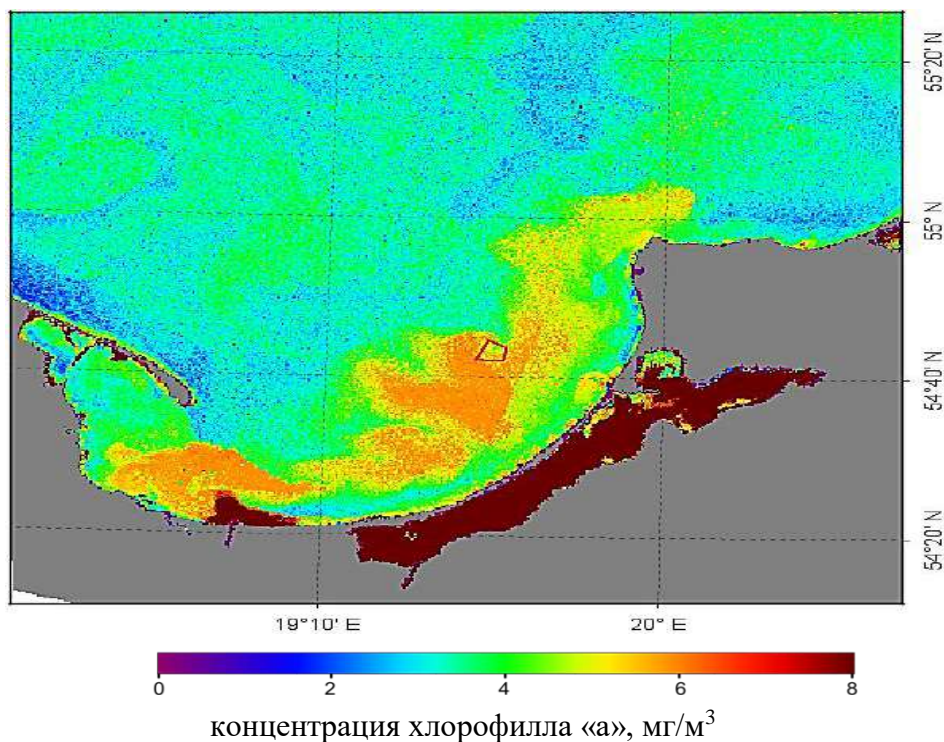 55°20' N
55° N
54°40' N
54°20' N
19°10' E
20° E
0
2
4
6
8
концентрация хлорофилла «а», мг/м³